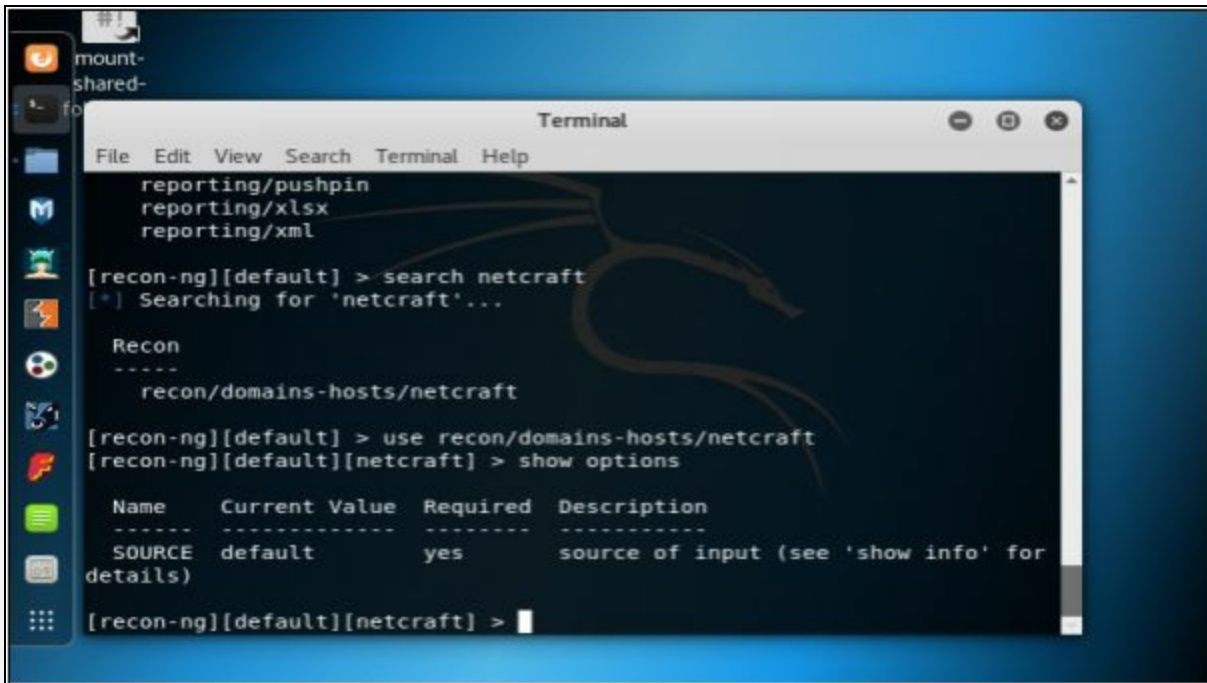 #!
mount-
shared-
fo
Terminal
File Edit View Search Terminal Help
reporting/pushpin
reporting/xlsx
reporting/xml
[recon-ng][default] > search netcraft
[*] Searching for 'netcraft'...
Recon
-----
recon/domains-hosts/netcraft
[recon-ng][default] > use recon/domains-hosts/netcraft
[recon-ng][default][netcraft] > show options
Name Current Value Required Description
------ ------------- -------- -----------
SOURCE default yes source of input (see 'show info' for
details)
[recon-ng][default][netcraft] >